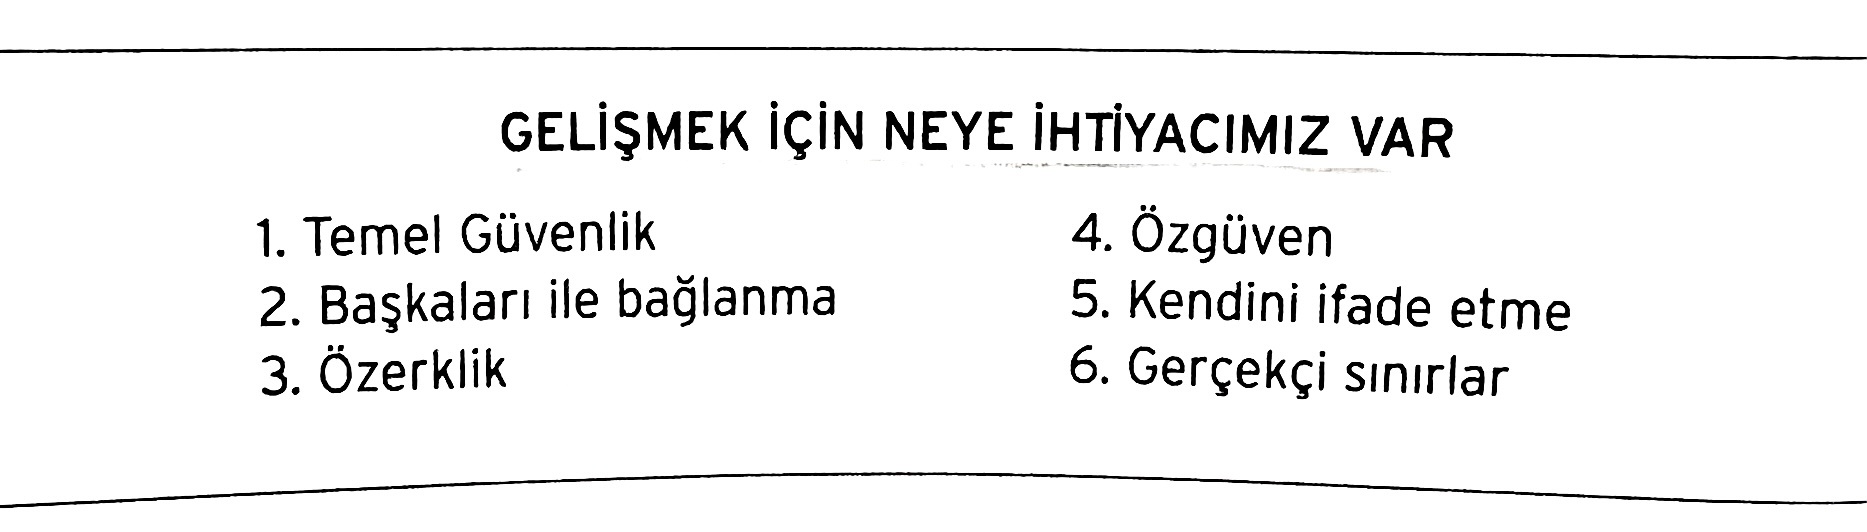 GELİŞMEK İÇİN NEYE İHTİYACIMIZ VAR
1. Temel Güvenlik
2. Başkaları ile bağlanma
3. Özerklik
4. Özgüven
5. Kendini ifade etme
6. Gerçekçi sınırlar